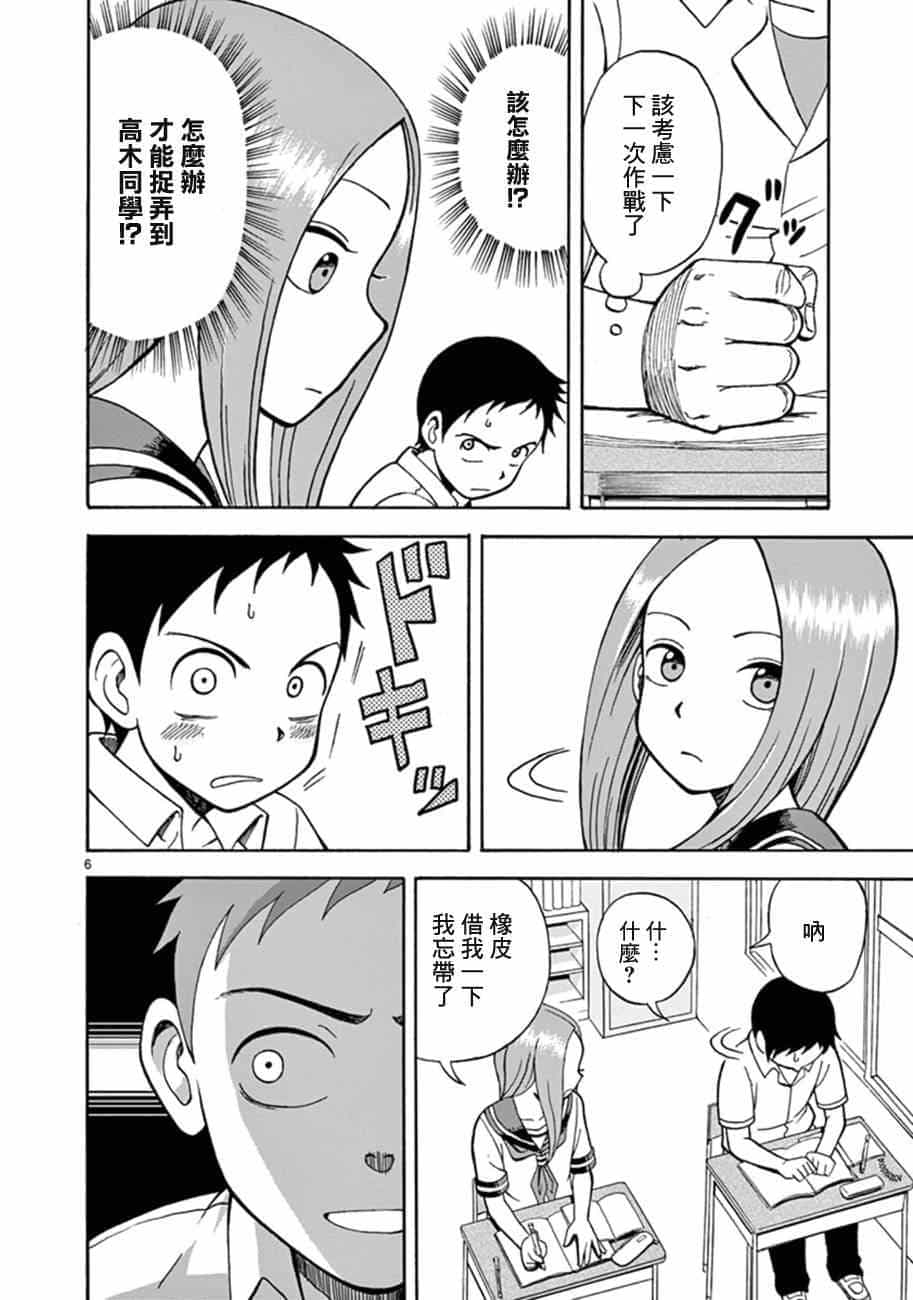 該考慮一下
下一次作戰了
グッ
該怎麼辦!?
怎麼辦
才能捉弄到
高木同學!?
ドキッ
6
吶
什…
什麼?
橡皮
借我一下
我忘帶了